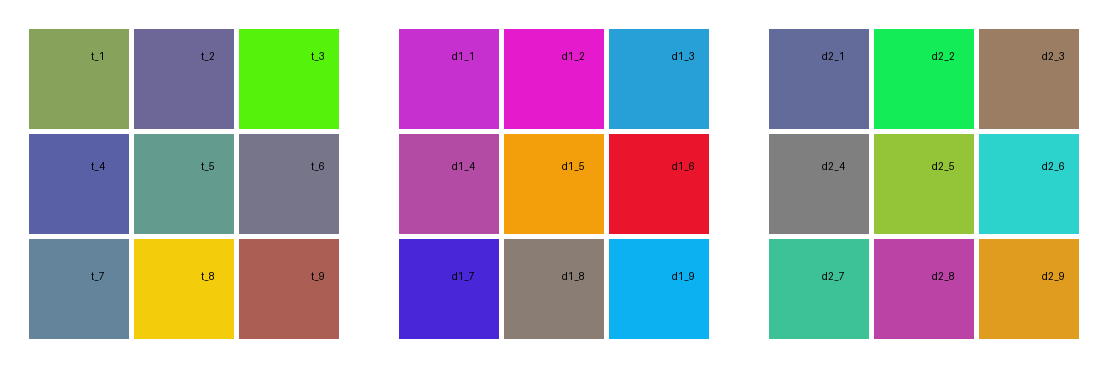 t_1 t_2 t_3 d1_1 d1_2 d1_3 d2_1 d2_2 d2_3
t_4 t_5 t_6 d1_4 d1_5 d1_6 d2_4 d2_5 d2_6
t_7 t_8 t_9 d1_7 d1_8 d1_9 d2_7 d2_8 d2_9